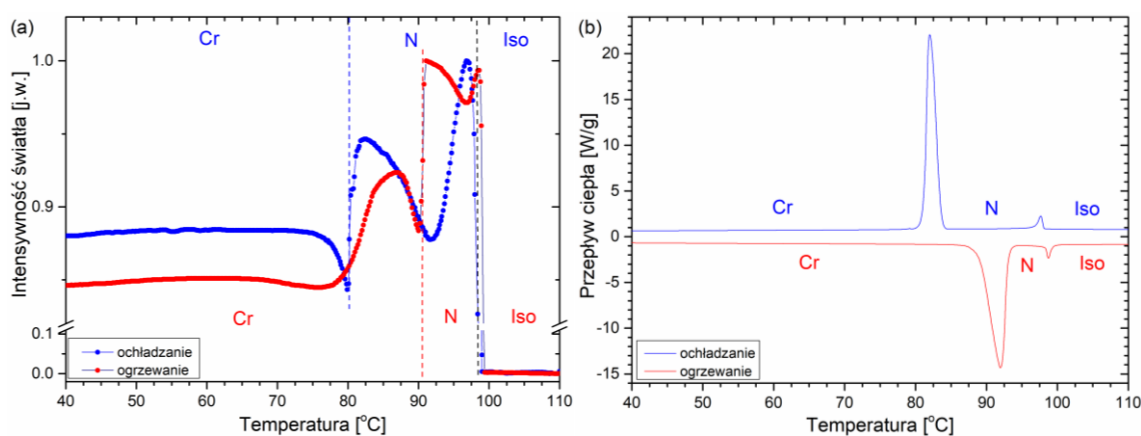 (a)
Cr
N
Iso
Intensywność światła [j.w.]
1.0
0.9
0.1
0.0
Cr
N
Iso
ochładzanie
ogrzewanie
40 50 60 70 80 90 100 110
Temperatura [°C]
(b)
Przepływ ciepła [W/g]
20
15
10
5
0
-5
-10
-15
Cr
N
Iso
Cr
N
Iso
ochładzanie
ogrzewanie
40 50 60 70 80 90 100 110
Temperatura [°C]